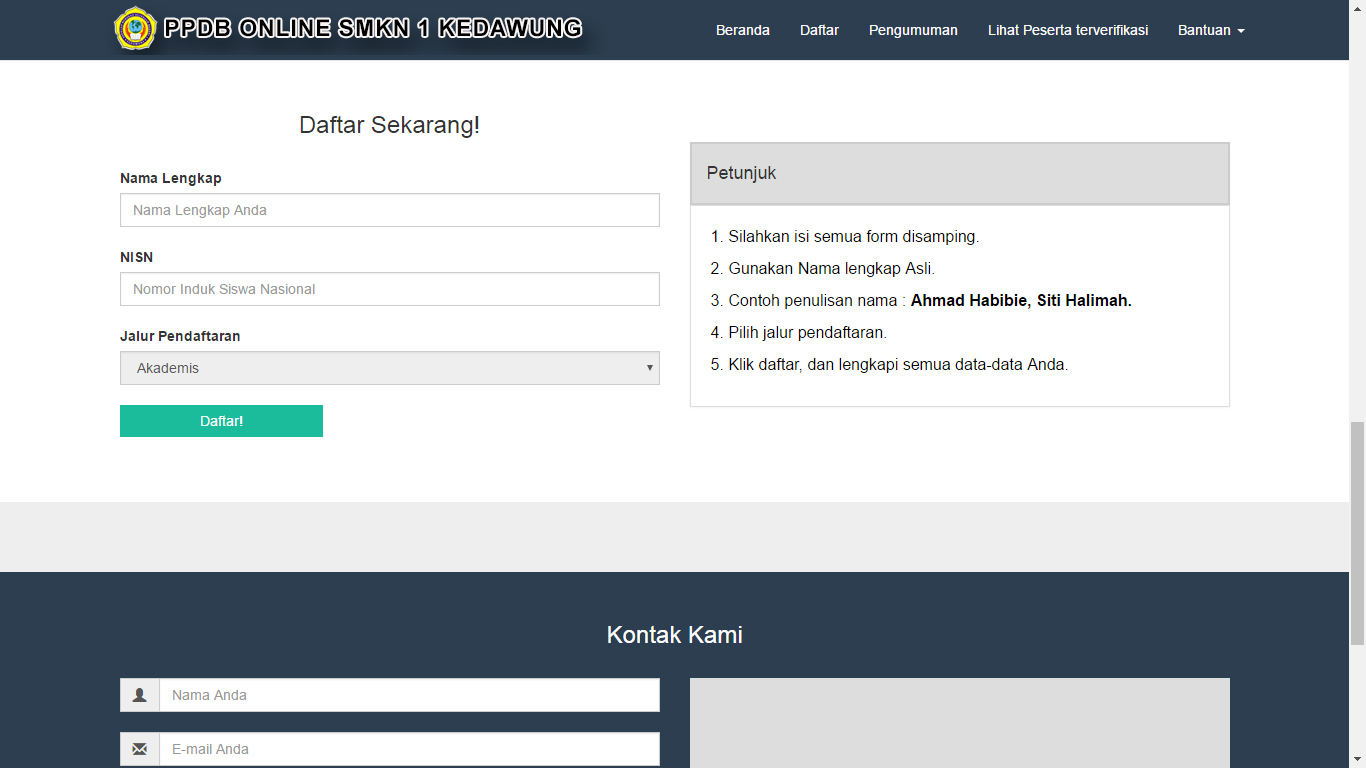 PPDB ONLINE SMKN 1 KEDAWUNG
Beranda Daftar Pengumuman Lihat Peserta terverifikasi Bantuan
Daftar Sekarang!
Nama Lengkap
Nama Lengkap Anda
NISN
Nomor Induk Siswa Nasional
Jalur Pendaftaran
Akademis
Daftar!
Petunjuk
1. Silahkan isi semua form disamping.
2. Gunakan Nama lengkap Asli.
3. Contoh penulisan nama : Ahmad Habibie, Siti Halimah.
4. Pilih jalur pendaftaran.
5. Klik daftar, dan lengkapi semua data-data Anda.
Kontak Kami
Nama Anda
E-mail Anda